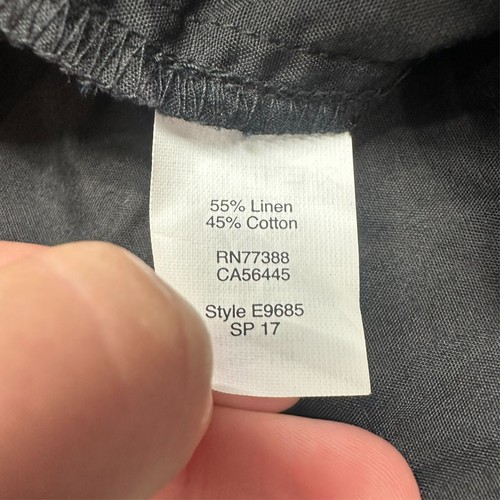 55% Linen
45% Cotton
RN77388
CA56445
Style E9685
SP 17